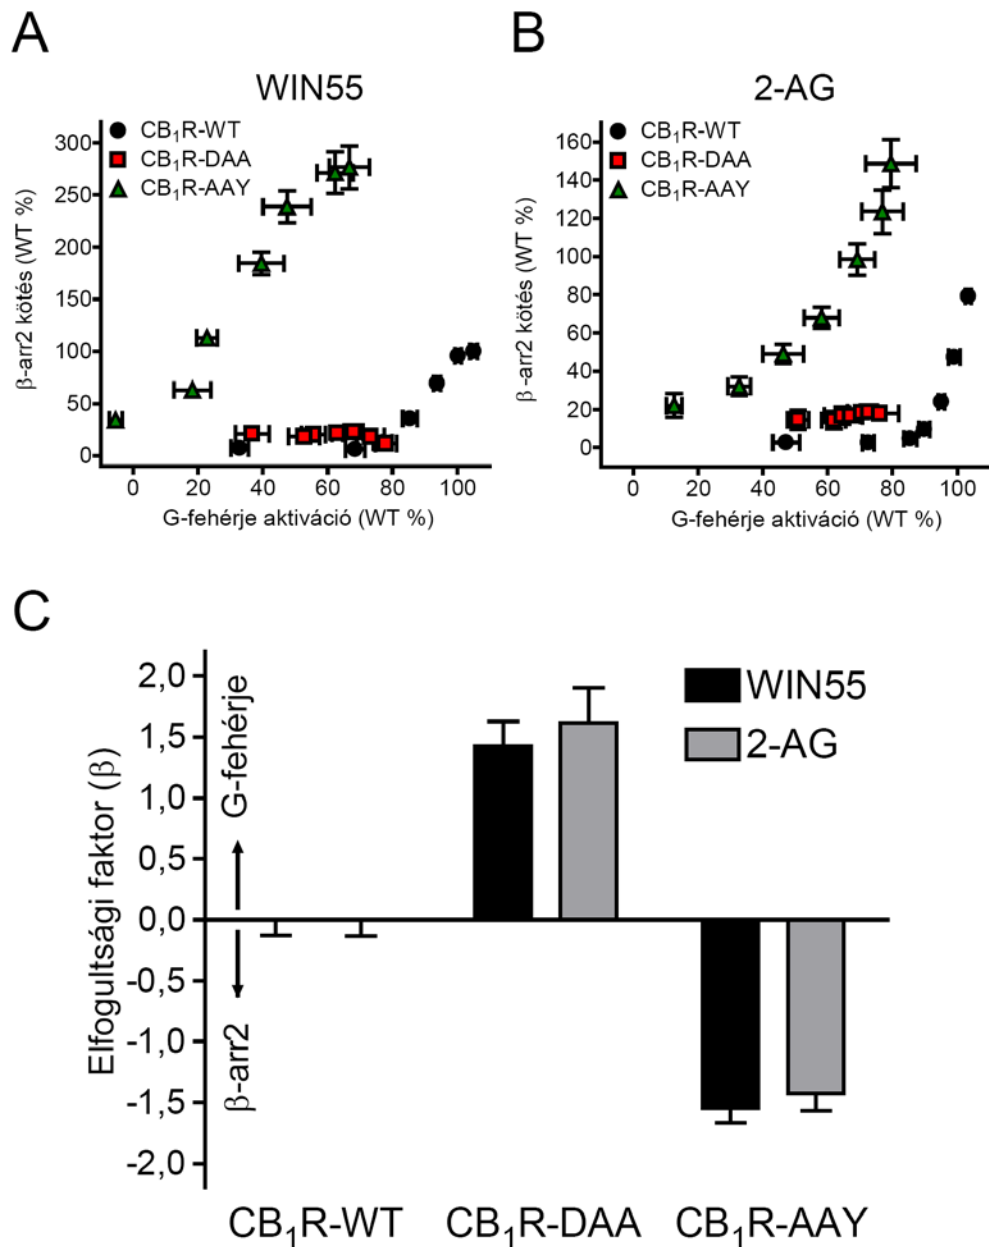 A
WIN55
CB₁R-WT
CB₁R-DAA
CB₁R-AAY
β-arr2 kötés (WT %)
300
250
200
150
100
50
0
0 20 40 60 80 100
G-fehérje aktiváció (WT %)
B
2-AG
CB₁R-WT
CB₁R-DAA
CB₁R-AAY
β-arr2 kötés (WT %)
160
140
120
100
80
60
40
20
0
0 20 40 60 80 100
G-fehérje aktiváció (WT %)
C
Elfogultsági faktor (β)
2,0
1,5
1,0
0,5
0,0
-0,5
-1,0
-1,5
-2,0
G-fehérje
β-arr2
WIN55
2-AG
CB₁R-WT CB₁R-DAA CB₁R-AAY